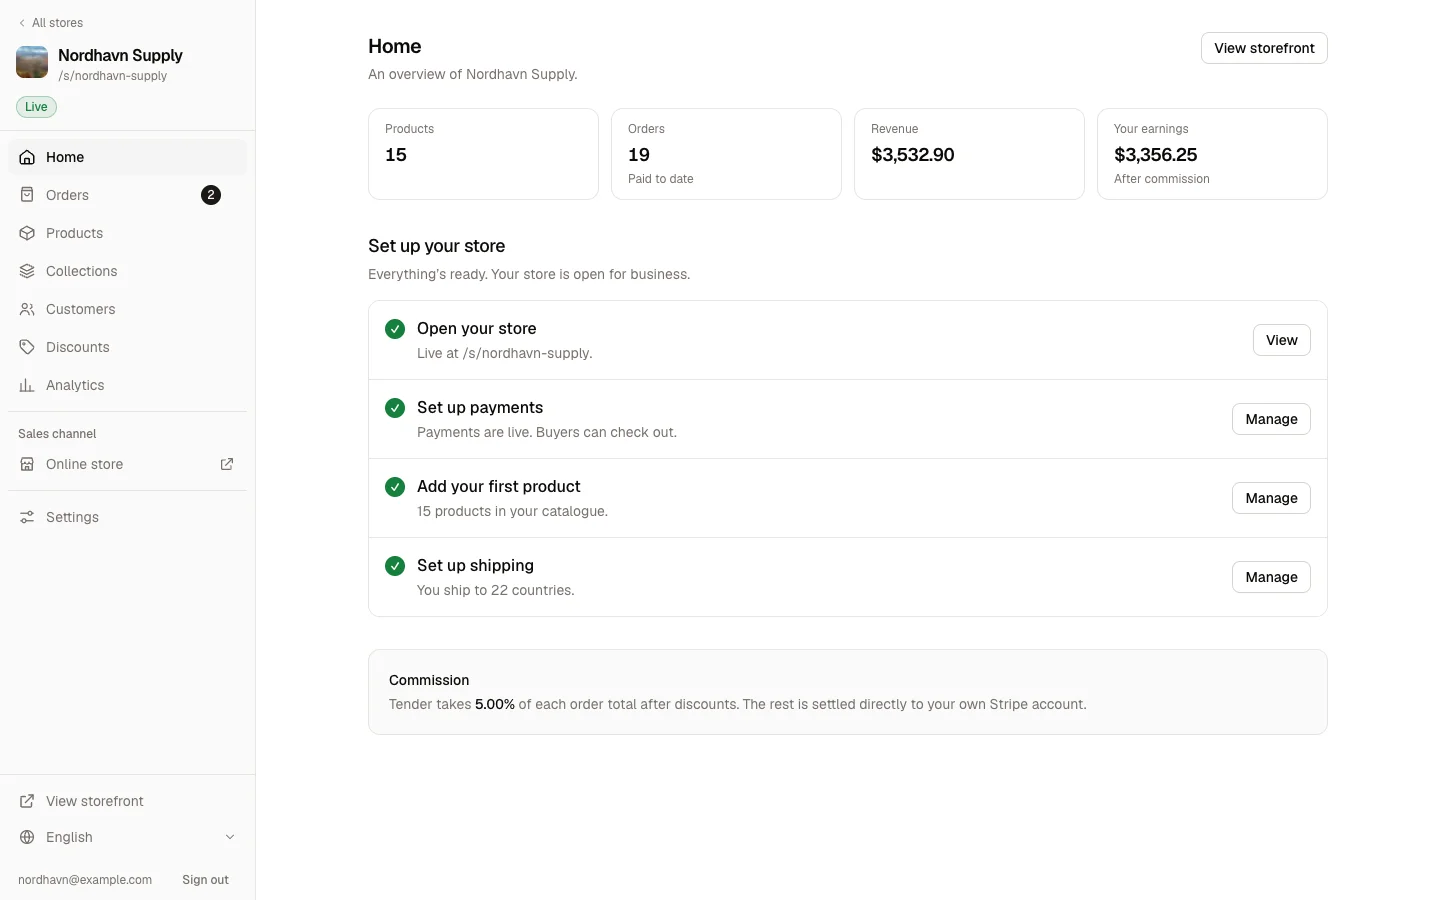 All stores
Nordhavn Supply
/s/nordhavn-supply
Live
Home
Orders 2
Products
Collections
Customers
Discounts
Analytics
Sales channel
Online store
Settings
View storefront
English
nordhavn@example.com Sign out
Home
View storefront
An overview of Nordhavn Supply.
Products
15
Orders
19
Paid to date
Revenue
$3,532.90
Your earnings
$3,356.25
After commission
Set up your store
Everything's ready. Your store is open for business.
Open your store
Live at /s/nordhavn-supply.
View
Set up payments
Payments are live. Buyers can check out.
Manage
Add your first product
15 products in your catalogue.
Manage
Set up shipping
You ship to 22 countries.
Manage
Commission
Tender takes 5.00% of each order total after discounts. The rest is settled directly to your own Stripe account.